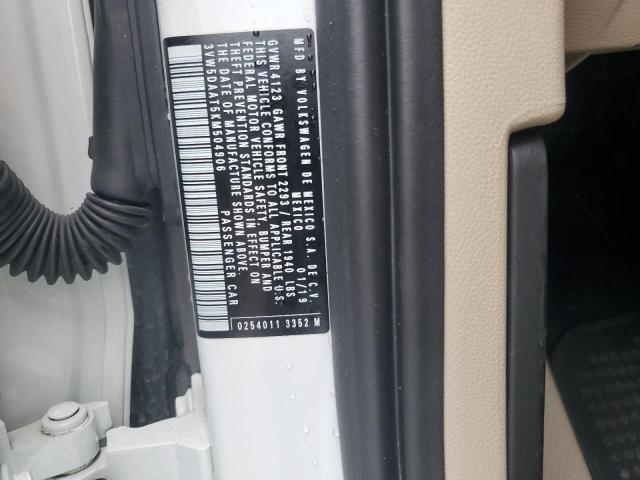 MFD BY VOLKSWAGEN DE MEXICO S.A. DE C.V.
MEXICO 01/19
GVWR 4123 GAWR FRONT 2293 / REAR 1940 LBS
THIS VEHICLE CONFORMS TO ALL APPLICABLE U.S.
FEDERAL MOTOR VEHICLE SAFETY, BUMPER AND
THEFT PREVENTION STANDARDS IN EFFECT ON
THE DATE OF MANUFACTURE SHOWN ABOVE.
3VW5DAAT5KM504906 PASSENGER CAR
0254011 3352 M